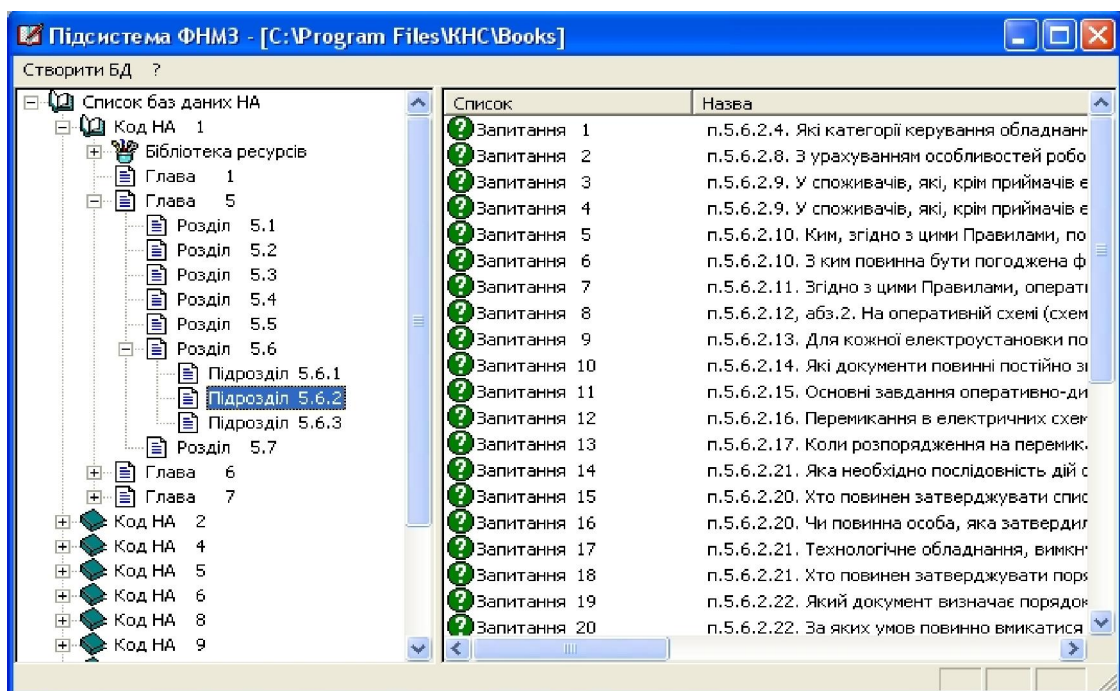 Підсистема ФНМЗ - [C:\Program Files\КНС\Books]
Створити БД ?
Список баз даних НА
Код НА 1
Бібліотека ресурсів
Глава 1
Глава 5
Розділ 5.1
Розділ 5.2
Розділ 5.3
Розділ 5.4
Розділ 5.5
Розділ 5.6
Підрозділ 5.6.1
Підрозділ 5.6.2
Підрозділ 5.6.3
Розділ 5.7
Глава 6
Глава 7
Код НА 2
Код НА 4
Код НА 5
Код НА 6
Код НА 8
Код НА 9
Список Назва
Запитання 1 п.5.6.2.4. Які категорії керування обладнанн
Запитання 2 п.5.6.2.8. З урахуванням особливостей робо
Запитання 3 п.5.6.2.9. У споживачів, які, крім приймачів е
Запитання 4 п.5.6.2.9. У споживачів, які, крім приймачів е
Запитання 5 п.5.6.2.10. Ким, згідно з цими Правилами, по
Запитання 6 п.5.6.2.10. З ким повинна бути погоджена ф
Запитання 7 п.5.6.2.11. Згідно з цими Правилами, операти
Запитання 8 п.5.6.2.12, абз.2. На оперативній схемі (схем
Запитання 9 п.5.6.2.13. Для кожної електроустановки по
Запитання 10 п.5.6.2.14. Які документи повинні постійно зн
Запитання 11 п.5.6.2.15. Основні завдання оперативно-ди
Запитання 12 п.5.6.2.16. Перемикання в електричних схем
Запитання 13 п.5.6.2.17. Коли розпорядження на перемик
Запитання 14 п.5.6.2.21. Яка необхідно послідовність дій с
Запитання 15 п.5.6.2.20. Хто повинен затверджувати спис
Запитання 16 п.5.6.2.20. Чи повинна особа, яка затвердил
Запитання 17 п.5.6.2.21. Технологічне обладнання, вимкн
Запитання 18 п.5.6.2.21. Хто повинен затверджувати поря
Запитання 19 п.5.6.2.22. Який документ визначає порядок
Запитання 20 п.5.6.2.22. За яких умов повинно вмикатися